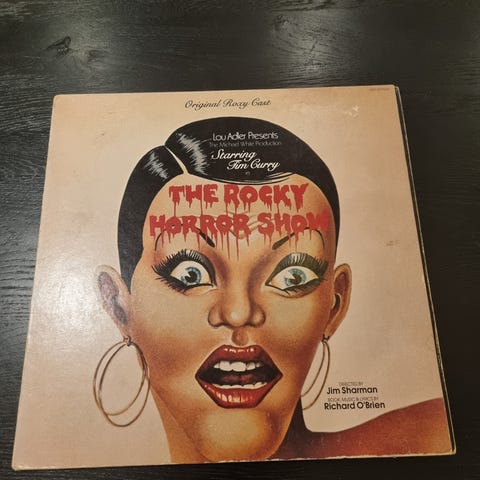 Original Roxy Cast
Lou Adler Presents
The Michael White Production
Starring
Tim Curry
in
THE ROCKY
HORROR SHOW
DIRECTED BY
Jim Sharman
BOOK MUSIC & LYRICS BY
Richard O'Brien